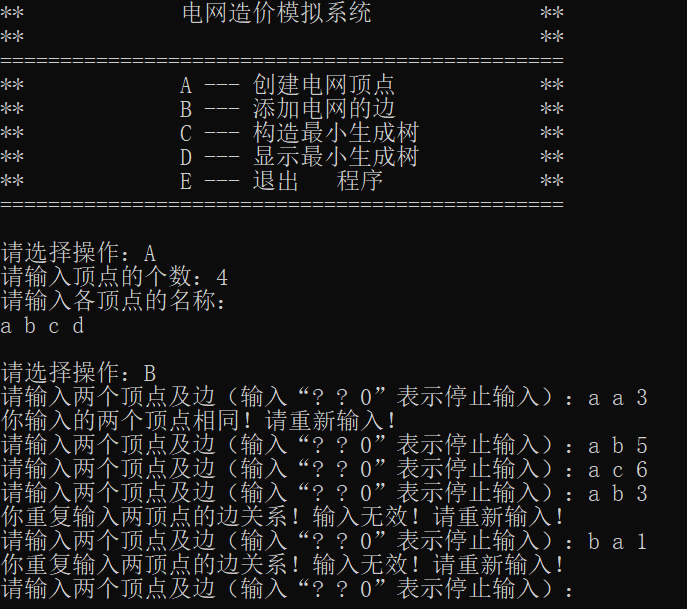 **             电网造价模拟系统              **
**                                           **
===============================================
**             A --- 创建电网顶点            **
**             B --- 添加电网的边            **
**             C --- 构造最小生成树          **
**             D --- 显示最小生成树          **
**             E --- 退出   程序             **
===============================================
请选择操作：A
请输入顶点的个数：4
请输入各顶点的名称：
a b c d
请选择操作：B
请输入两个顶点及边（输入“? ? 0”表示停止输入）：a a 3
你输入的两个顶点相同！请重新输入！
请输入两个顶点及边（输入“? ? 0”表示停止输入）：a b 5
请输入两个顶点及边（输入“? ? 0”表示停止输入）：a c 6
请输入两个顶点及边（输入“? ? 0”表示停止输入）：a b 3
你重复输入两顶点的边关系！输入无效！请重新输入！
请输入两个顶点及边（输入“? ? 0”表示停止输入）：b a 1
你重复输入两顶点的边关系！输入无效！请重新输入！
请输入两个顶点及边（输入“? ? 0”表示停止输入）：